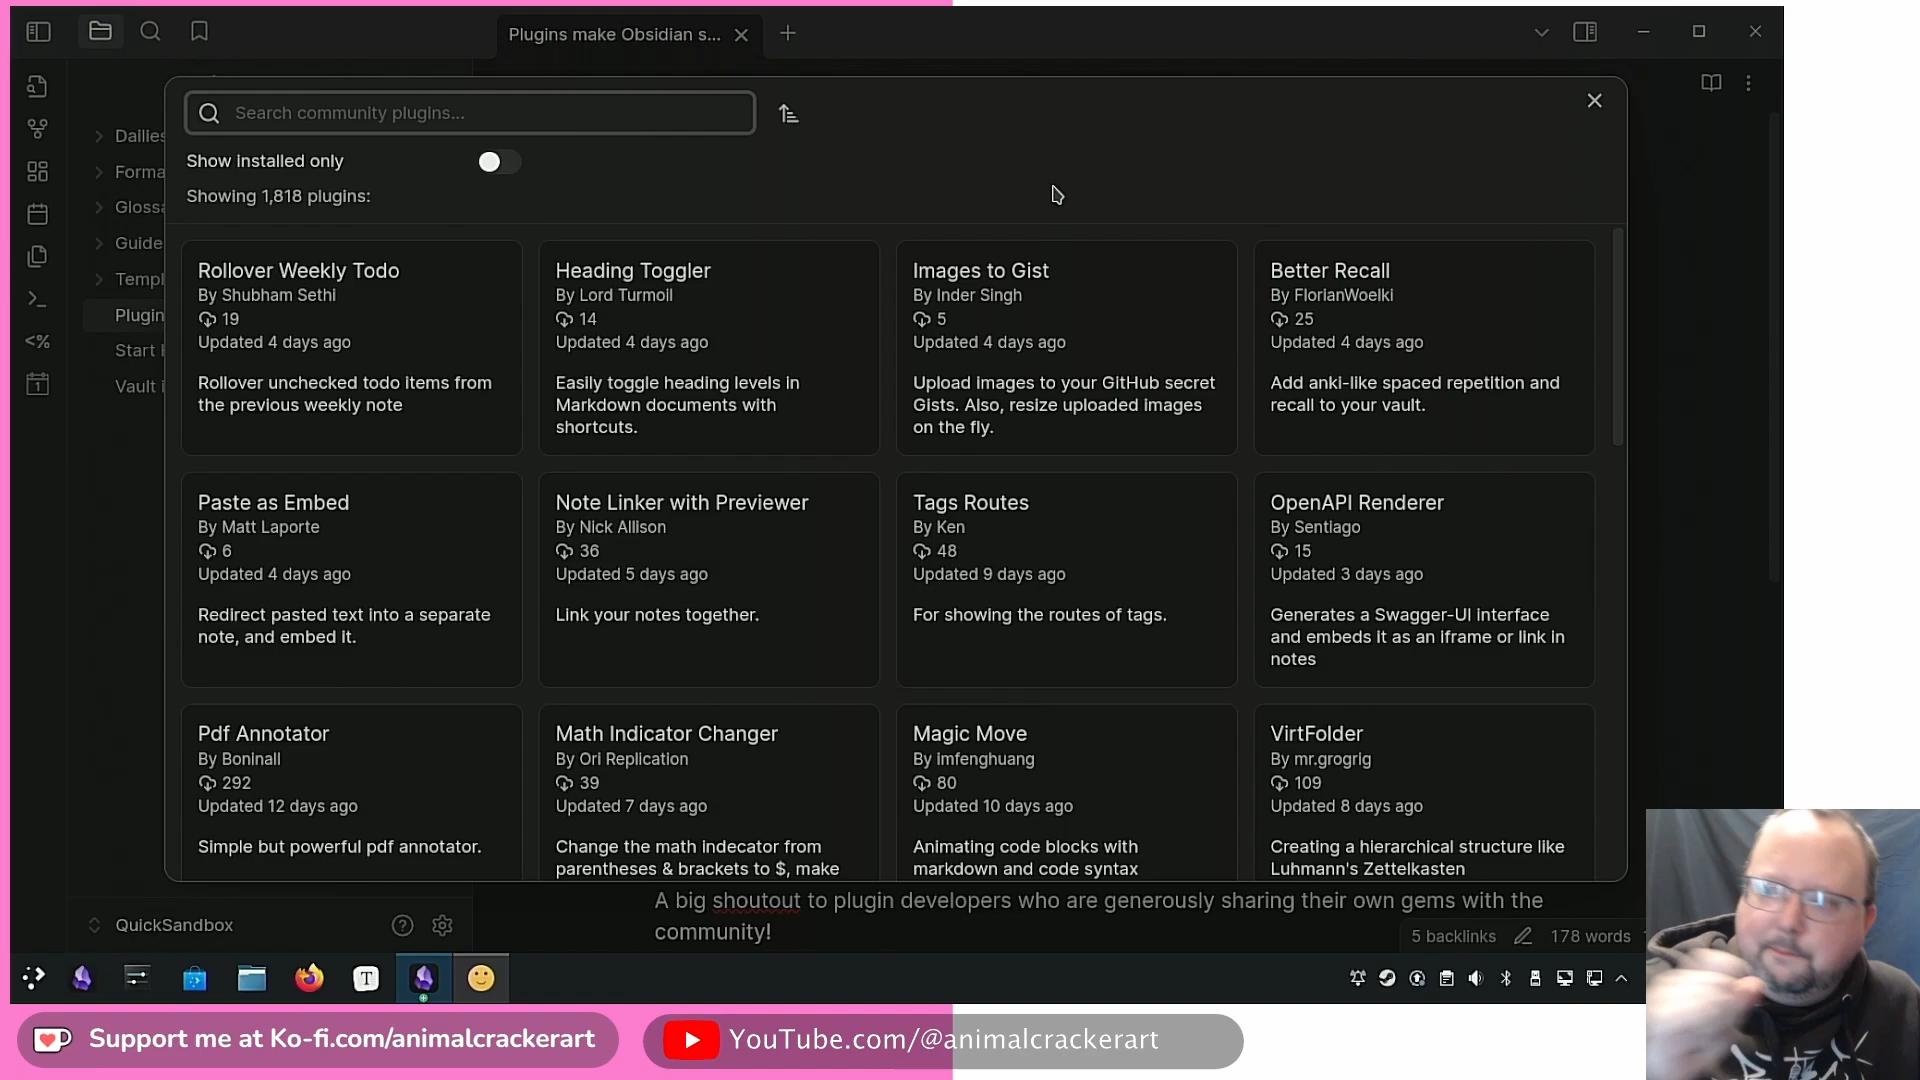 Plugins make Obsidian s...
Search community plugins...
Show installed only
Showing 1,818 plugins:
Dailies
Forma
Glossa
Guide
Templ
Plugin
Start
Vault i
Rollover Weekly Todo
By Shubham Sethi
19
Updated 4 days ago
Rollover unchecked todo items from
the previous weekly note
Heading Toggler
By Lord Turmoil
14
Updated 4 days ago
Easily toggle heading levels in
Markdown documents with
shortcuts.
Images to Gist
By Inder Singh
5
Updated 4 days ago
Upload images to your GitHub secret
Gists. Also, resize uploaded images
on the fly.
Better Recall
By FlorianWoelki
25
Updated 4 days ago
Add anki-like spaced repetition and
recall to your vault.
Paste as Embed
By Matt Laporte
6
Updated 4 days ago
Redirect pasted text into a separate
note, and embed it.
Note Linker with Previewer
By Nick Allison
36
Updated 5 days ago
Link your notes together.
Tags Routes
By Ken
48
Updated 9 days ago
For showing the routes of tags.
OpenAPI Renderer
By Sentiago
15
Updated 3 days ago
Generates a Swagger-UI interface
and embeds it as an iframe or link in
notes
Pdf Annotator
By Boninall
292
Updated 12 days ago
Simple but powerful pdf annotator.
Math Indicator Changer
By Ori Replication
39
Updated 7 days ago
Change the math indecator from
parentheses & brackets to $, make
Magic Move
By imfenghuang
80
Updated 10 days ago
Animating code blocks with
markdown and code syntax
VirtFolder
By mr.grogrig
109
Updated 8 days ago
Creating a hierarchical structure like
Luhmann's Zettelkasten
A big shoutout to plugin developers who are generously sharing their own gems with the
community!
QuickSandbox
5 backlinks
178 words
Support me at Ko-fi.com/animalcrackerart
YouTube.com/@animalcrackerart